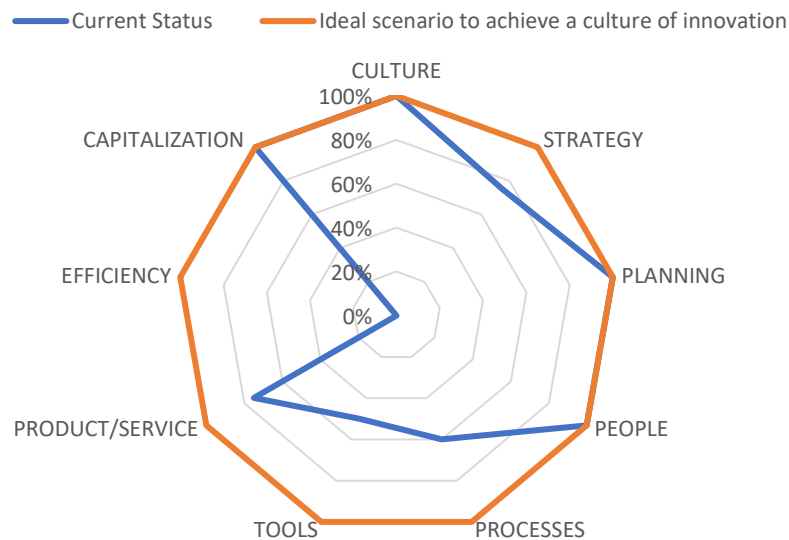 Current Status
Ideal scenario to achieve a culture of innovation
CULTURE
100%
80%
60%
40%
20%
0%
STRATEGY
PLANNING
PEOPLE
PROCESSES
TOOLS
PRODUCT/SERVICE
EFFICIENCY
CAPITALIZATION